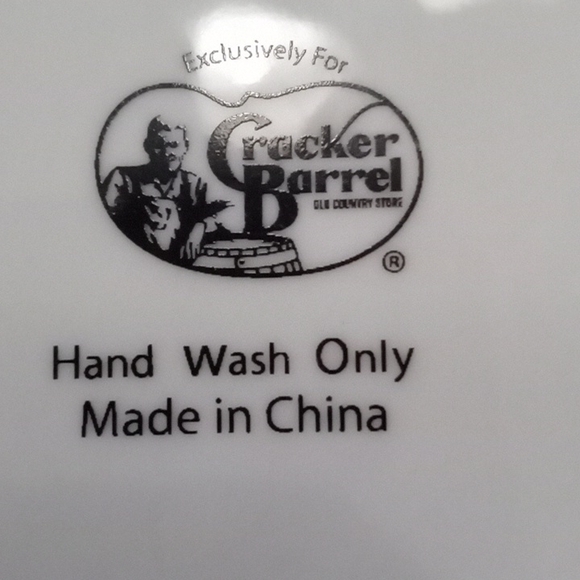 Exclusively For
Cracker
Barrel
OLD COUNTRY STORE
®
Hand Wash Only
Made in China